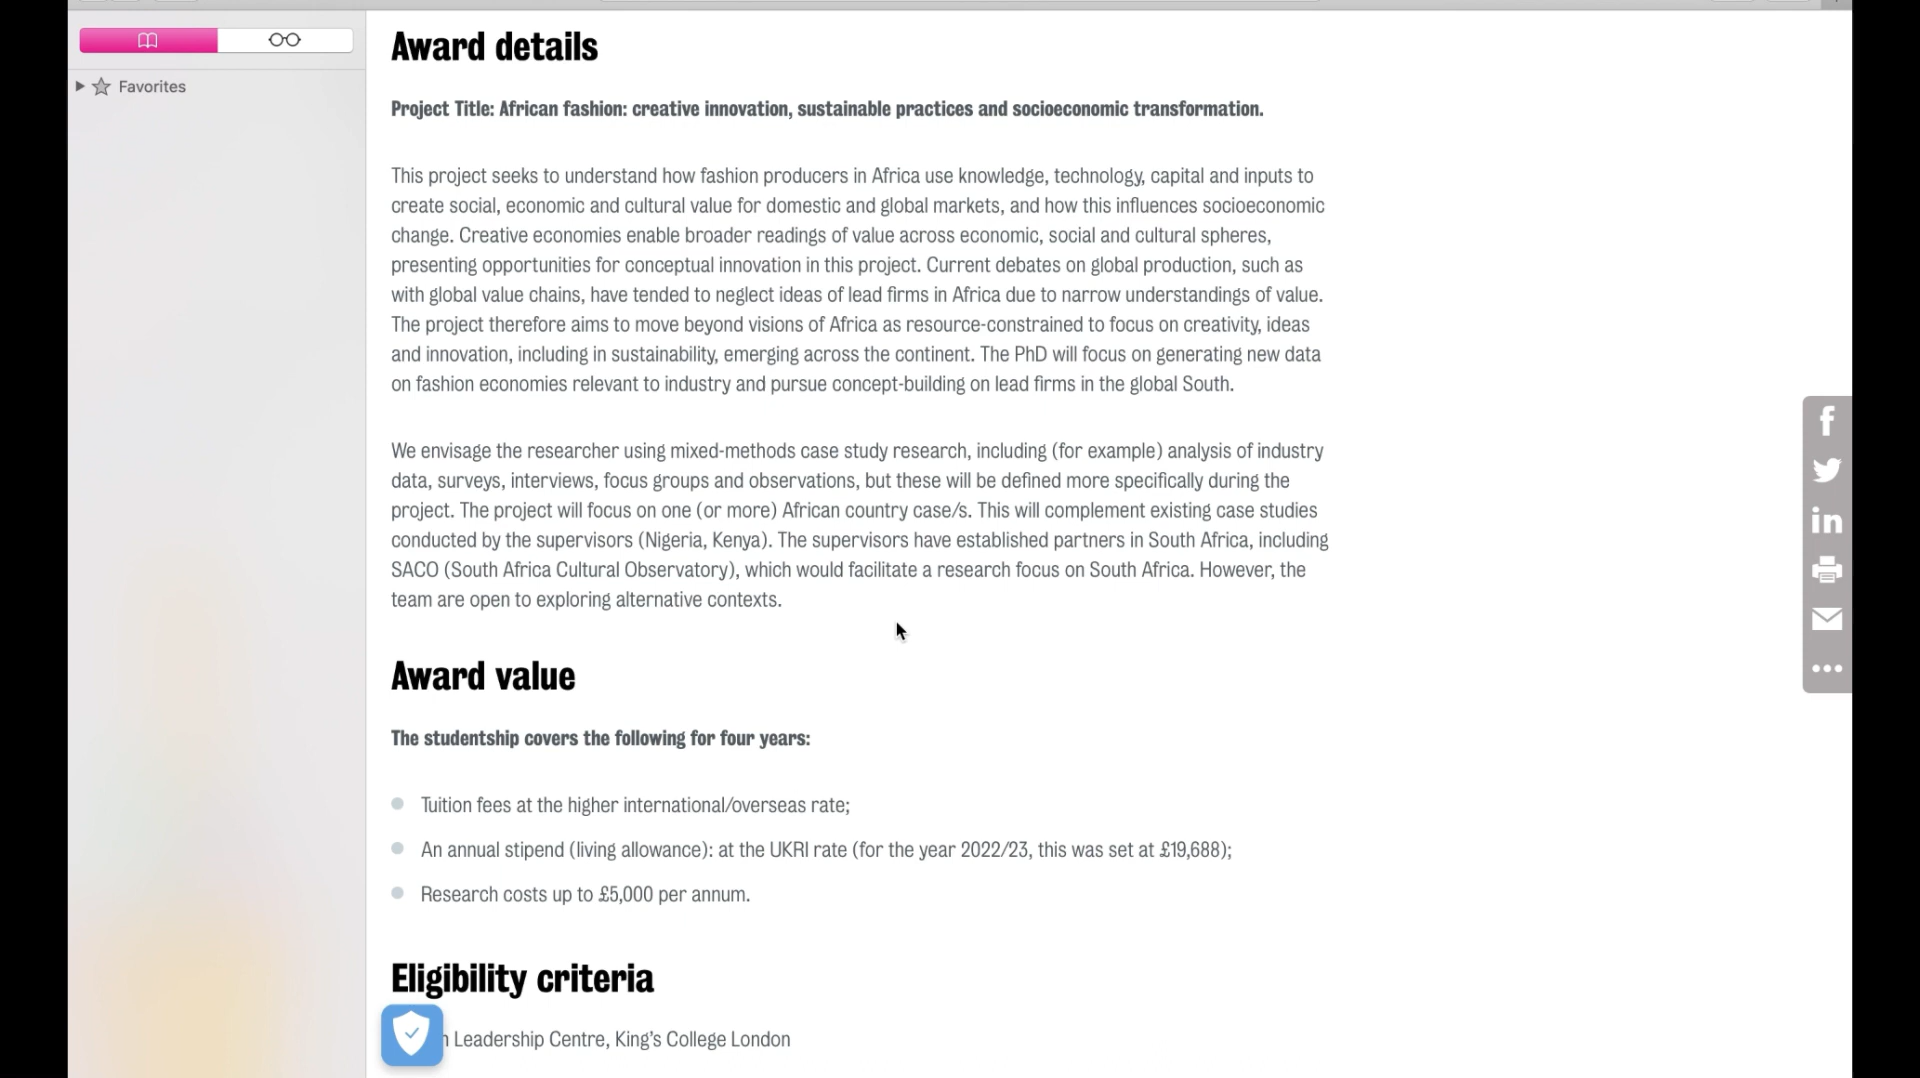 Award details
Favorites
Project Title: African fashion: creative innovation, sustainable practices and socioeconomic transformation.
This project seeks to understand how fashion producers in Africa use knowledge, technology, capital and inputs to
create social, economic and cultural value for domestic and global markets, and how this influences socioeconomic
change. Creative economies enable broader readings of value across economic, social and cultural spheres,
presenting opportunities for conceptual innovation in this project. Current debates on global production, such as
with global value chains, have tended to neglect ideas of lead firms in Africa due to narrow understandings of value.
The project therefore aims to move beyond visions of Africa as resource-constrained to focus on creativity, ideas
and innovation, including in sustainability, emerging across the continent. The PhD will focus on generating new data
on fashion economies relevant to industry and pursue concept-building on lead firms in the global South.
We envisage the researcher using mixed-methods case study research, including (for example) analysis of industry
data, surveys, interviews, focus groups and observations, but these will be defined more specifically during the
project. The project will focus on one (or more) African country case/s. This will complement existing case studies
conducted by the supervisors (Nigeria, Kenya). The supervisors have established partners in South Africa, including
SACO (South Africa Cultural Observatory), which would facilitate a research focus on South Africa. However, the
team are open to exploring alternative contexts.
Award value
The studentship covers the following for four years:
Tuition fees at the higher international/overseas rate;
An annual stipend (living allowance): at the UKRI rate (for the year 2022/23, this was set at £19,688);
Research costs up to £5,000 per annum.
Eligibility criteria
Leadership Centre, King's College London